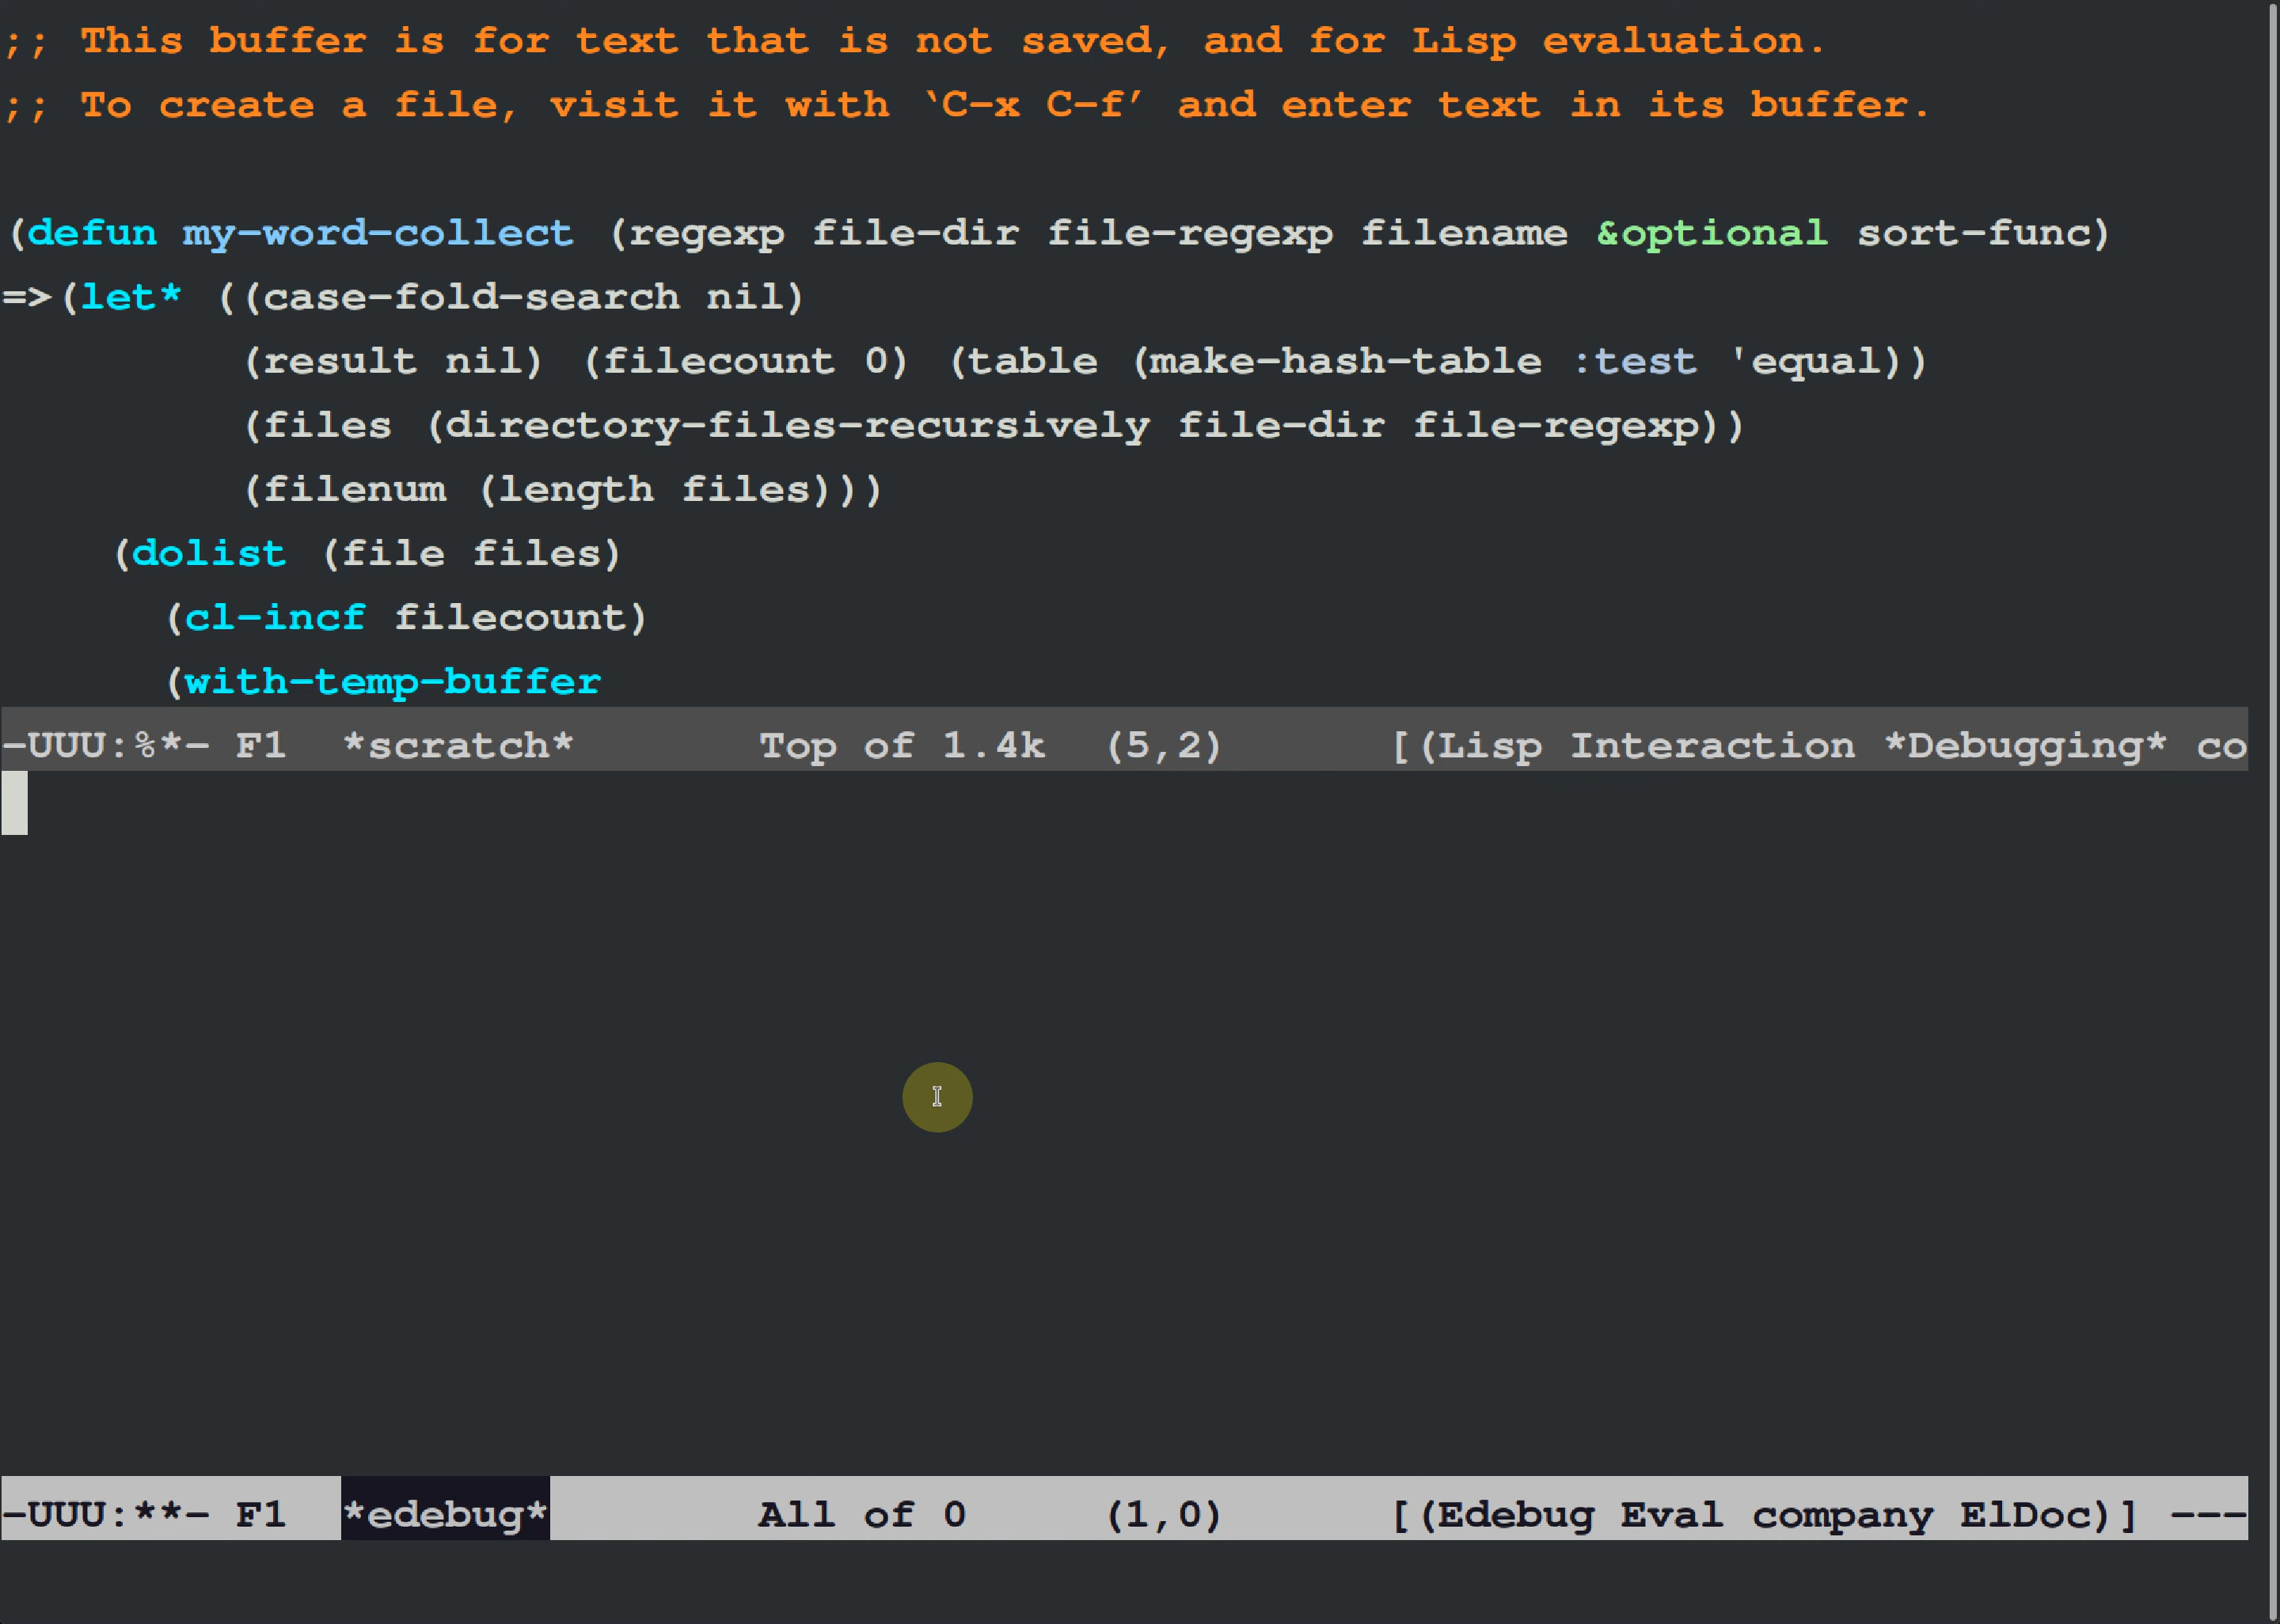 ;; This buffer is for text that is not saved, and for Lisp evaluation.
;; To create a file, visit it with ‘C-x C-f’ and enter text in its buffer.
(defun my-word-collect (regexp file-dir file-regexp filename &optional sort-func)
=>(let* ((case-fold-search nil)
(result nil) (filecount 0) (table (make-hash-table :test 'equal))
(files (directory-files-recursively file-dir file-regexp))
(filenum (length files)))
(dolist (file files)
(cl-incf filecount)
(with-temp-buffer
-UUU:%*- F1 *scratch* Top of 1.4k (5,2) [(Lisp Interaction *Debugging* co
-UUU:**- F1 *edebug* All of 0 (1,0) [(Edebug Eval company ElDoc)] ---